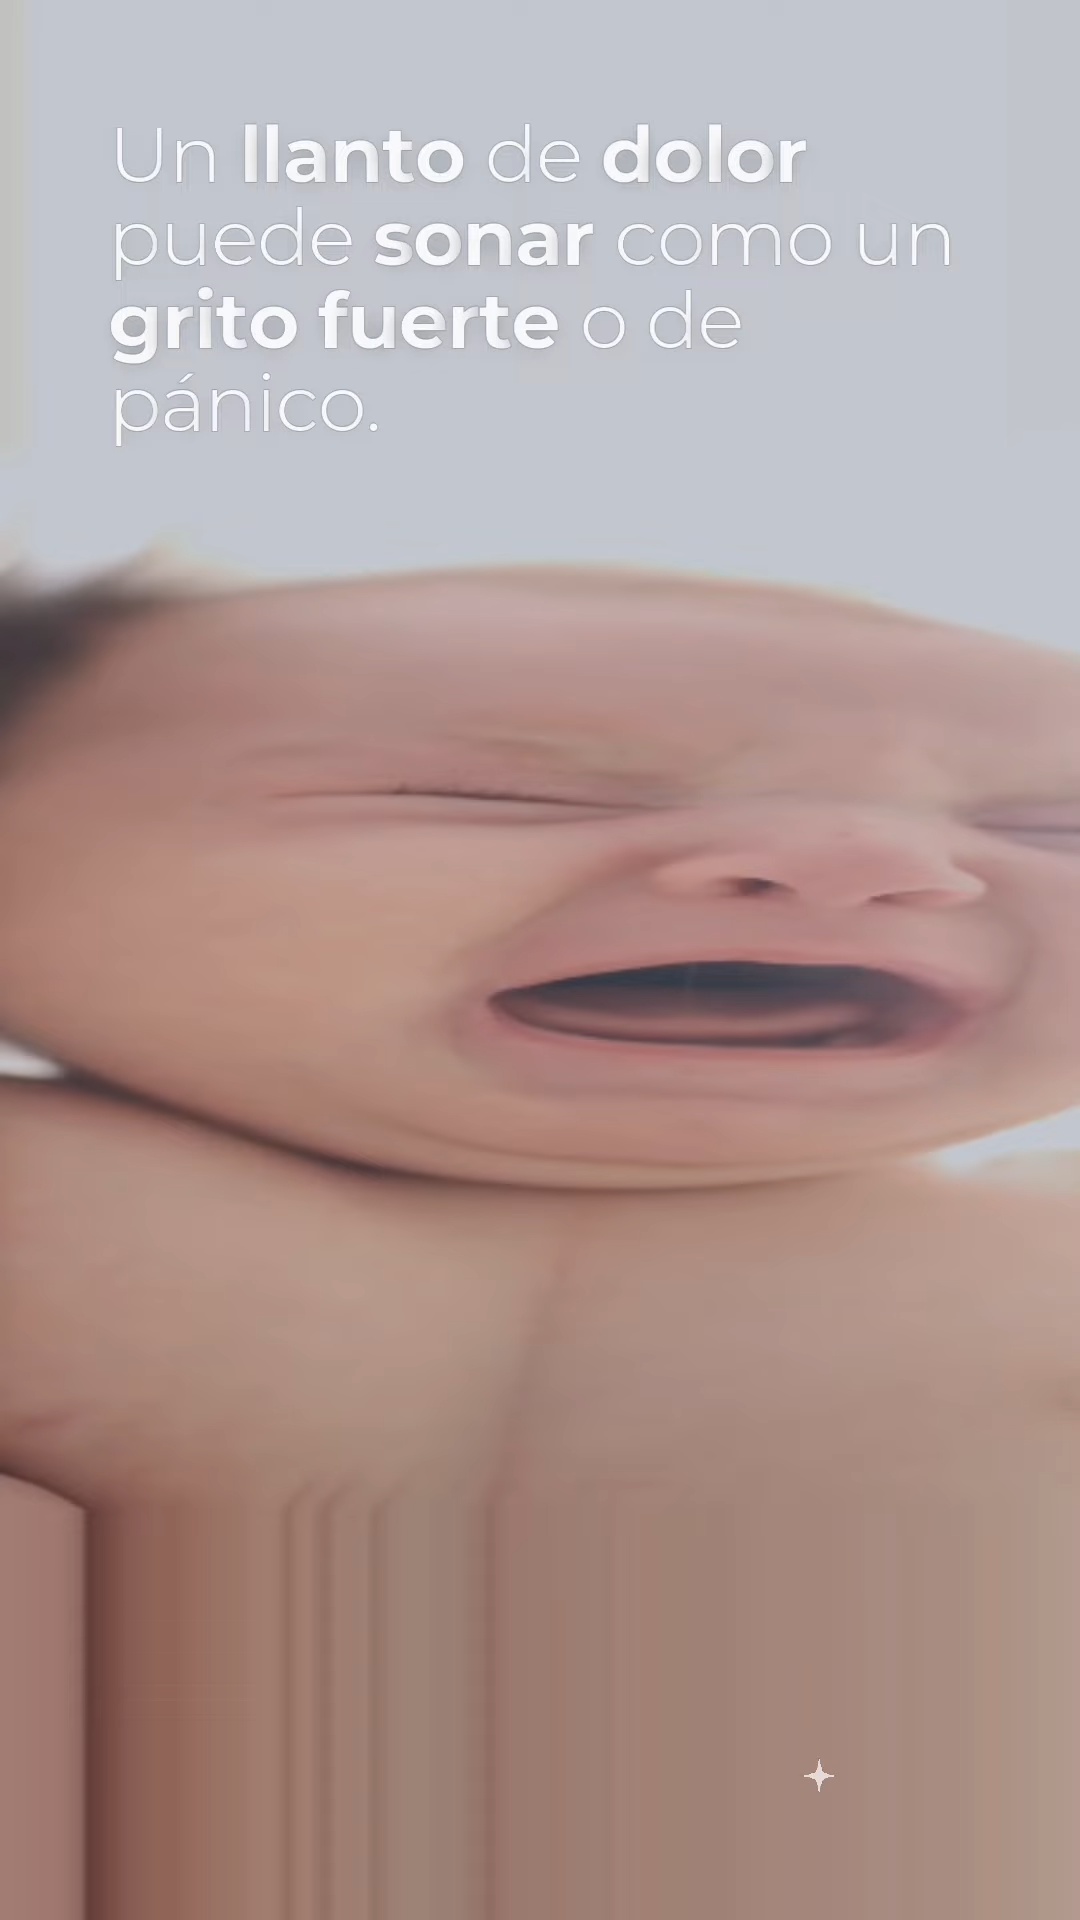 Un llanto de dolor
puede sonar como un
grito fuerte o de
pánico.